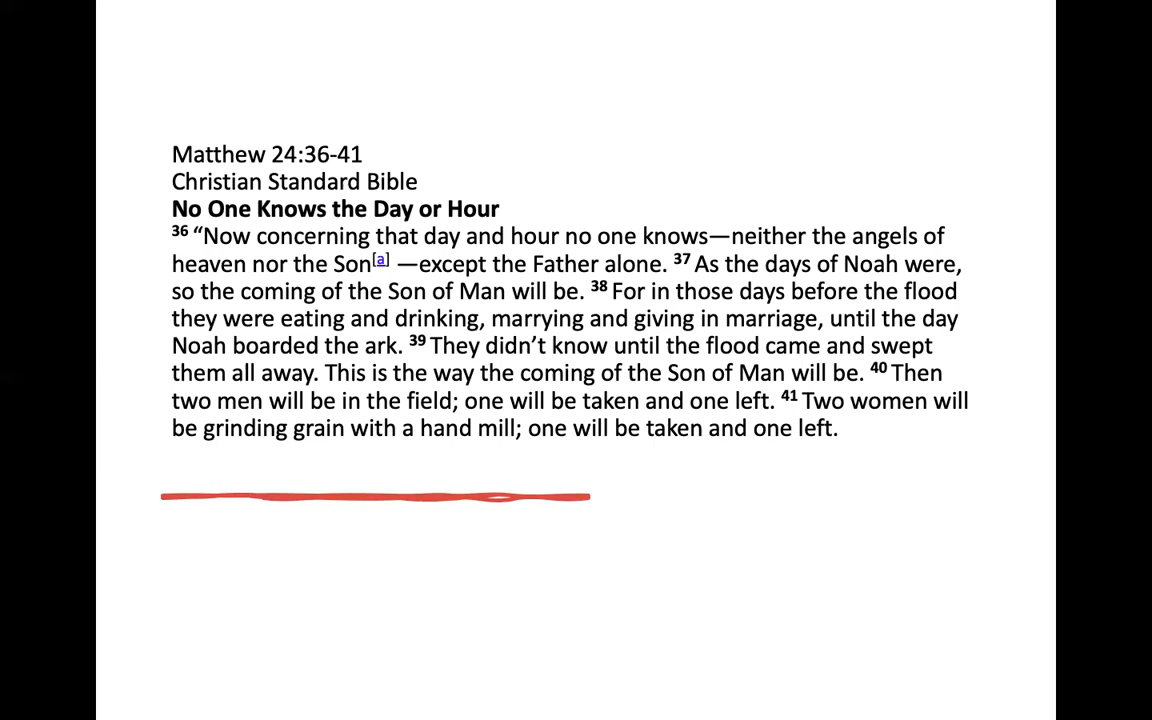 Matthew 24:36-41
Christian Standard Bible
No One Knows the Day or Hour
36 “Now concerning that day and hour no one knows—neither the angels of
heaven nor the Son[a] —except the Father alone. 37 As the days of Noah were,
so the coming of the Son of Man will be. 38 For in those days before the flood
they were eating and drinking, marrying and giving in marriage, until the day
Noah boarded the ark. 39 They didn’t know until the flood came and swept
them all away. This is the way the coming of the Son of Man will be. 40 Then
two men will be in the field; one will be taken and one left. 41 Two women will
be grinding grain with a hand mill; one will be taken and one left.